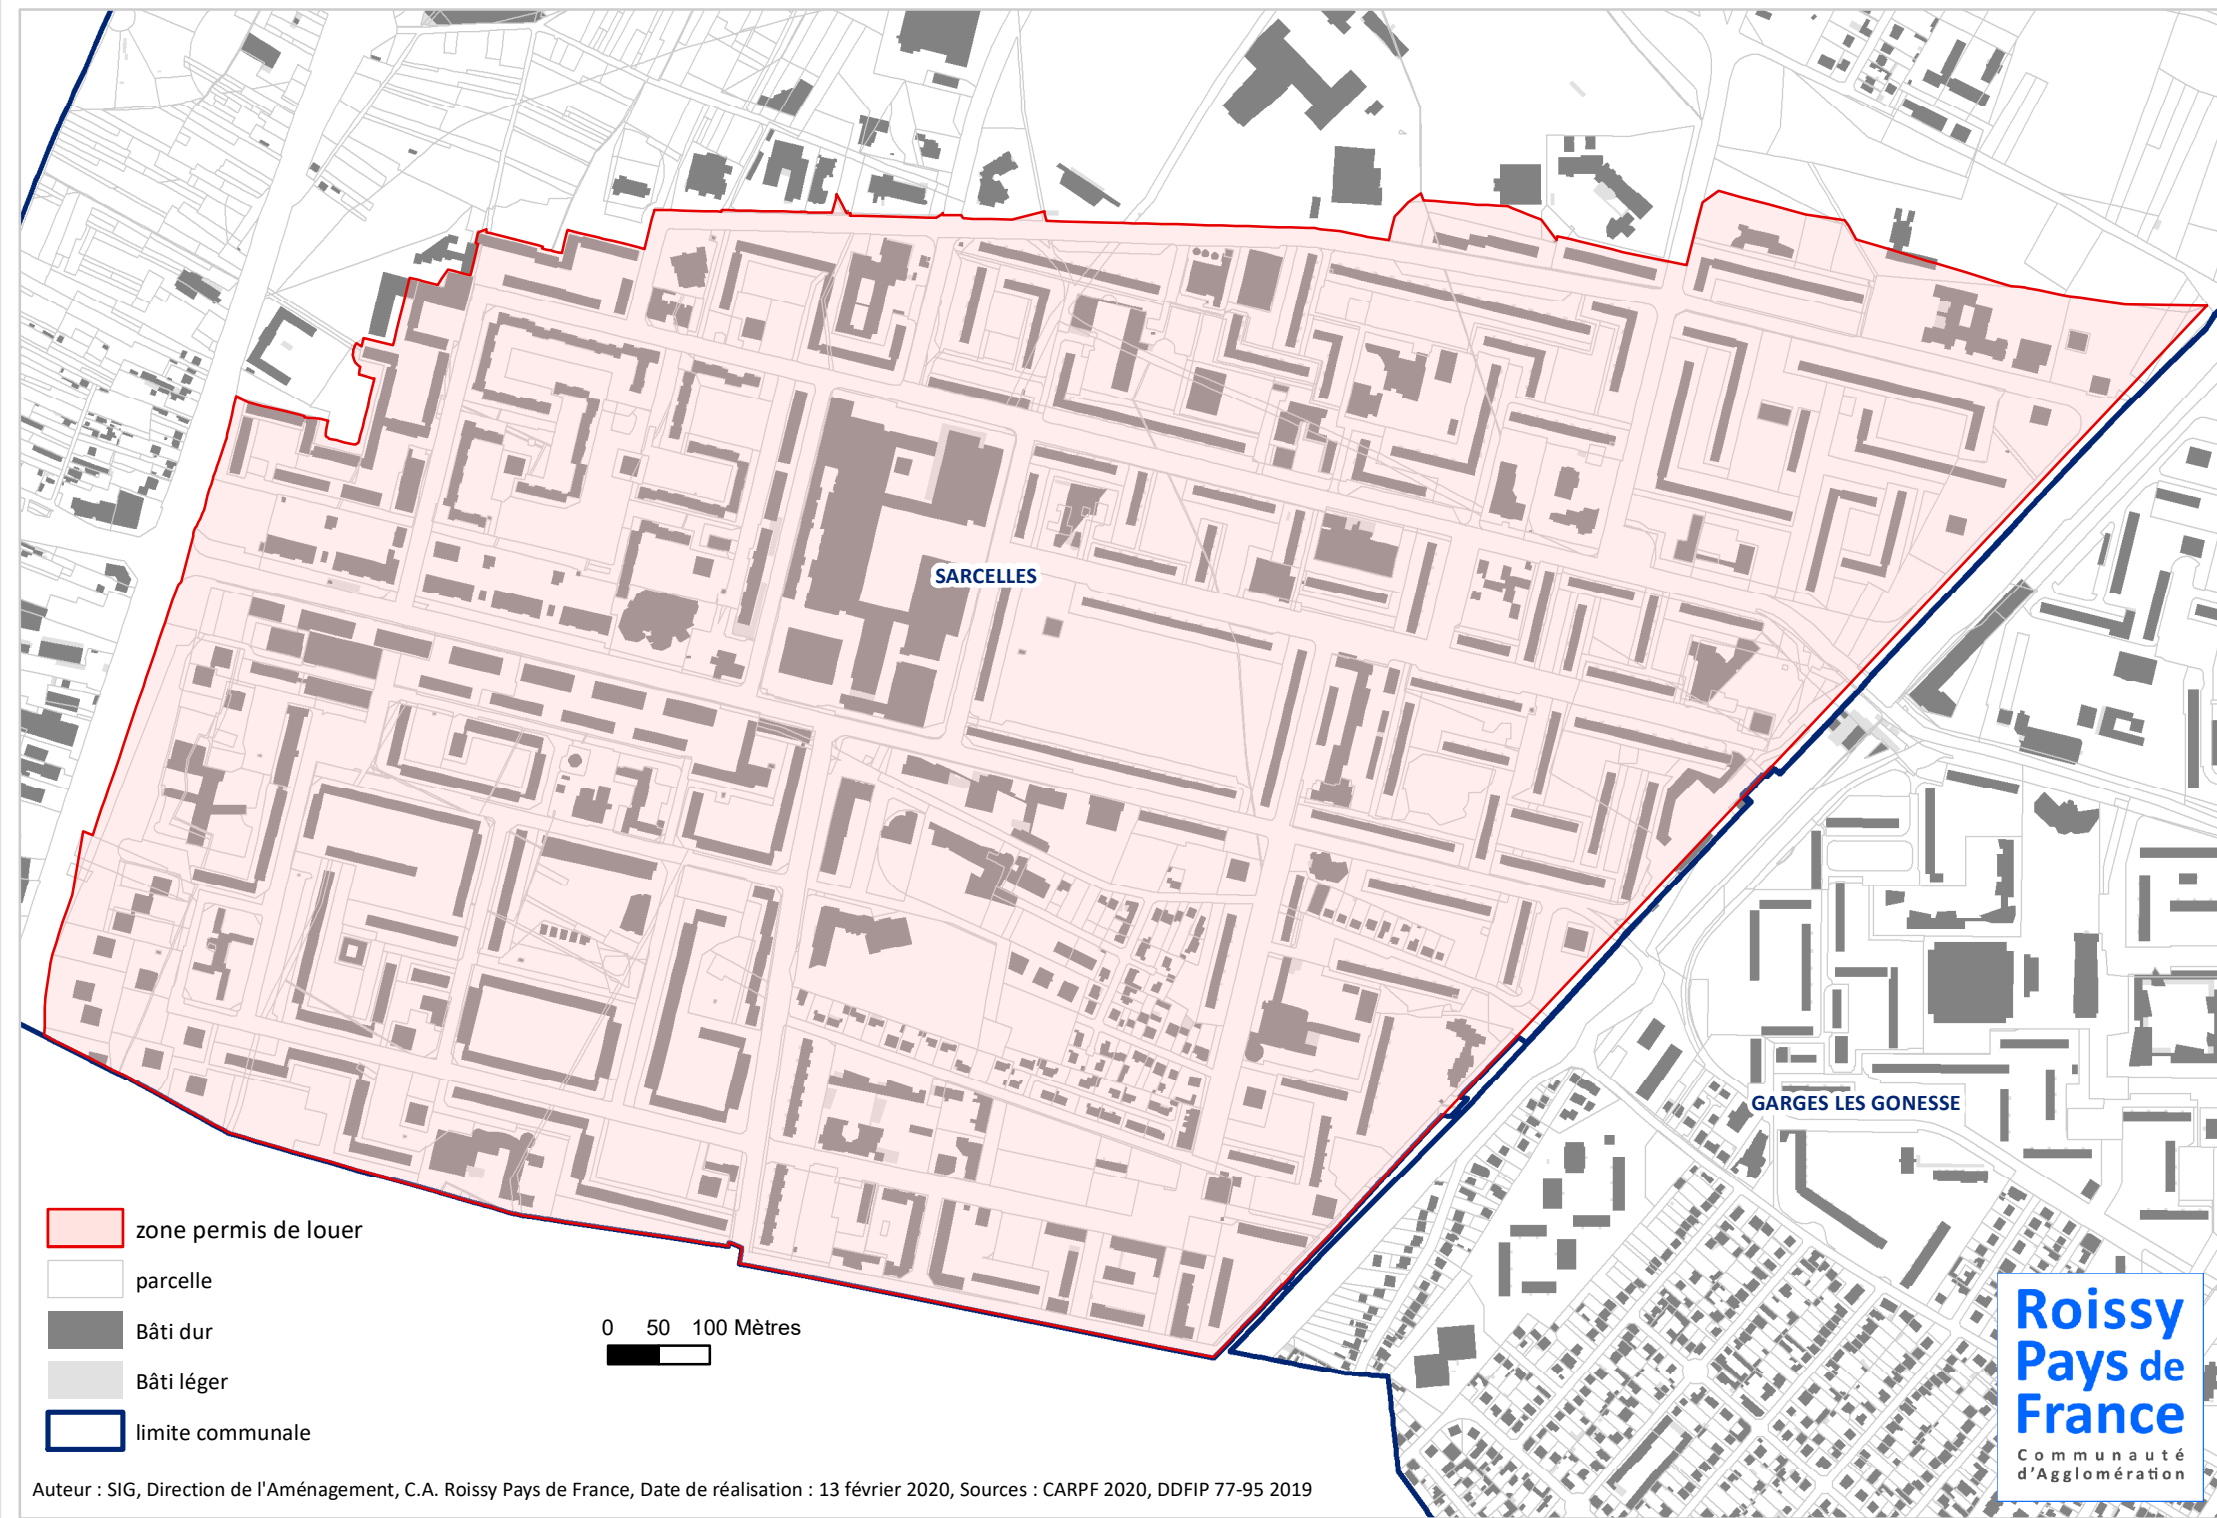 SARCELLES
GARGES LES GONESSE
zone permis de louer
parcelle
Bâti dur
Bâti léger
limite communale
0 50 100 Mètres
Roissy
Pays de
France
Communauté
d'Agglomération
Auteur : SIG, Direction de l'Aménagement, C.A. Roissy Pays de France, Date de réalisation : 13 février 2020, Sources : CARPF 2020, DDFIP 77-95 2019